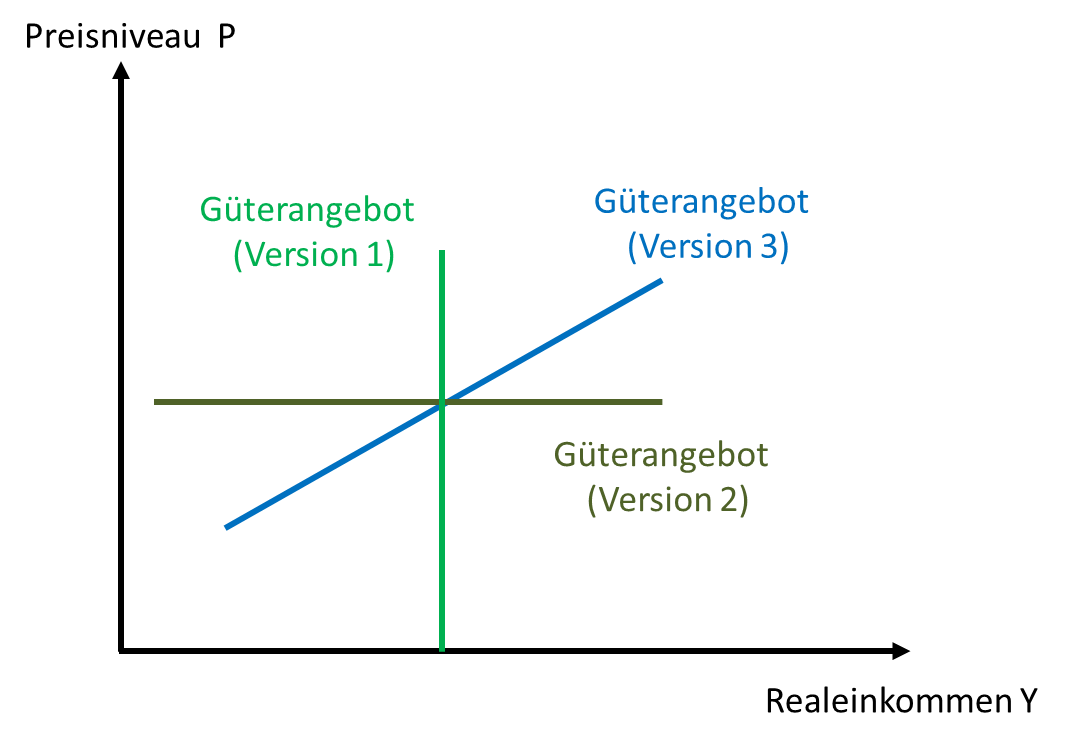 Preisniveau P
Güterangebot
(Version 1)
Güterangebot
(Version 3)
Güterangebot
(Version 2)
Realeinkommen Y